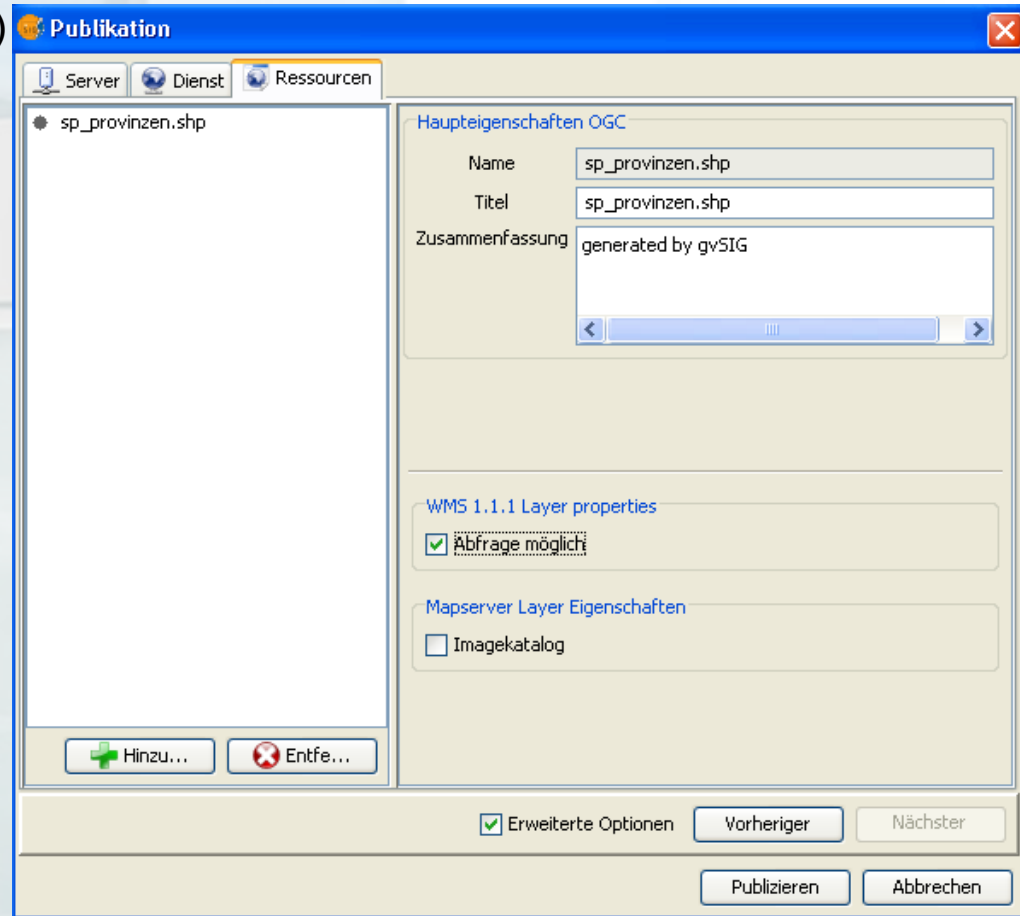 )
Publikation
Server Dienst Ressourcen
sp_provinzen.shp
Haupteigenschaften OGC
Name sp_provinzen.shp
Titel sp_provinzen.shp
Zusammenfassung generated by gvSIG
WMS 1.1.1 Layer properties
Abfrage möglich
Mapserver Layer Eigenschaften
Imagekatalog
Hinzu... Entfe...
Erweiterte Optionen Vorheriger Nächster
Publizieren Abbrechen